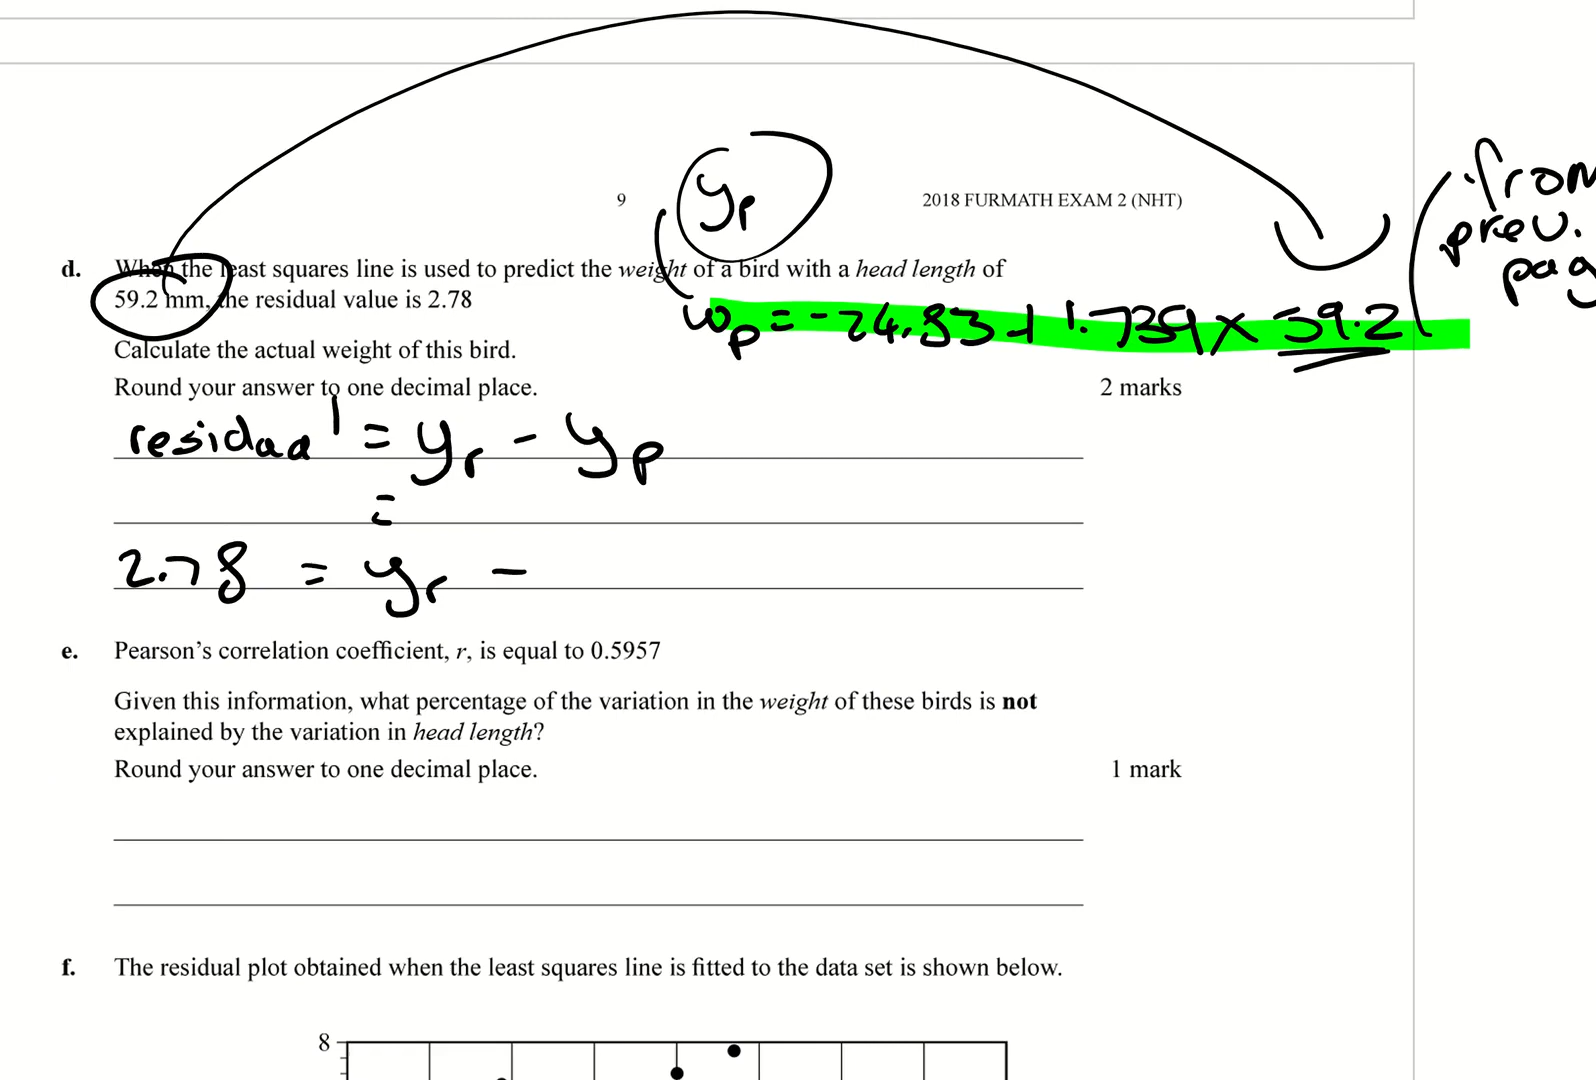 yp
from
prev.
9
2018 FURMATH EXAM 2 (NHT)
d. When the least squares line is used to predict the weight of a bird with a head length of
59.2 mm, the residual value is 2.78
wp = -24.83 + 1.739 × 59.2
Calculate the actual weight of this bird.
Round your answer to one decimal place.
2 marks
residual = yr - yp
=
2.78 = yr -
e. Pearson’s correlation coefficient, r, is equal to 0.5957
Given this information, what percentage of the variation in the weight of these birds is not
explained by the variation in head length?
Round your answer to one decimal place.
1 mark
f. The residual plot obtained when the least squares line is fitted to the data set is shown below.
8